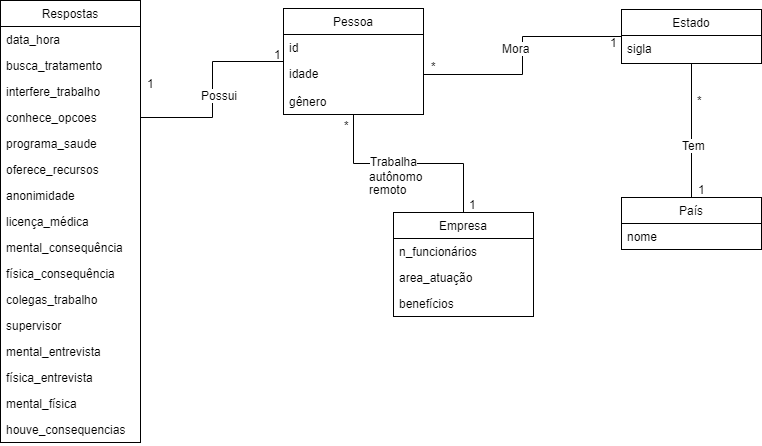 Respostas
data_hora
busca_tratamento
interfere_trabalho
conhece_opcoes
programa_saude
oferece_recursos
anonimidade
licença_médica
mental_consequência
física_consequência
colegas_trabalho
supervisor
mental_entrevista
física_entrevista
mental_física
houve_consequencias
1
Possui
1
Pessoa
id
idade
gênero
*
Mora
1
Estado
sigla
*
Tem
1
País
nome
*
Trabalha
autônomo
remoto
1
Empresa
n_funcionários
area_atuação
benefícios